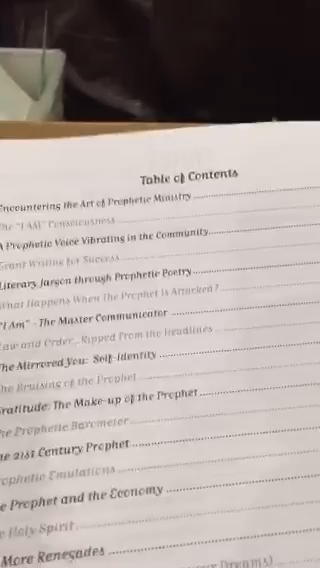 Table of Contents
Encountering the Art of Prophetic Ministry
The "I AM" Consciousness
A Prophetic Voice Vibrating in the Community
Grant Writing for Success
Literary Jargon through Prophetic Poetry
What Happens When The Prophet Is Attacked?
"I Am" - The Master Communicator
Law and Order...Ripped From the Headlines
The Mirrored You: Self-Identity
The Bruising of the Prophet
Gratitude: The Make-up of the Prophet
The Prophetic Barometer
The 21st Century Prophet
Prophetic Emulations
e Prophet and the Economy
e Holy Spirit
More Renegades
Dreams)